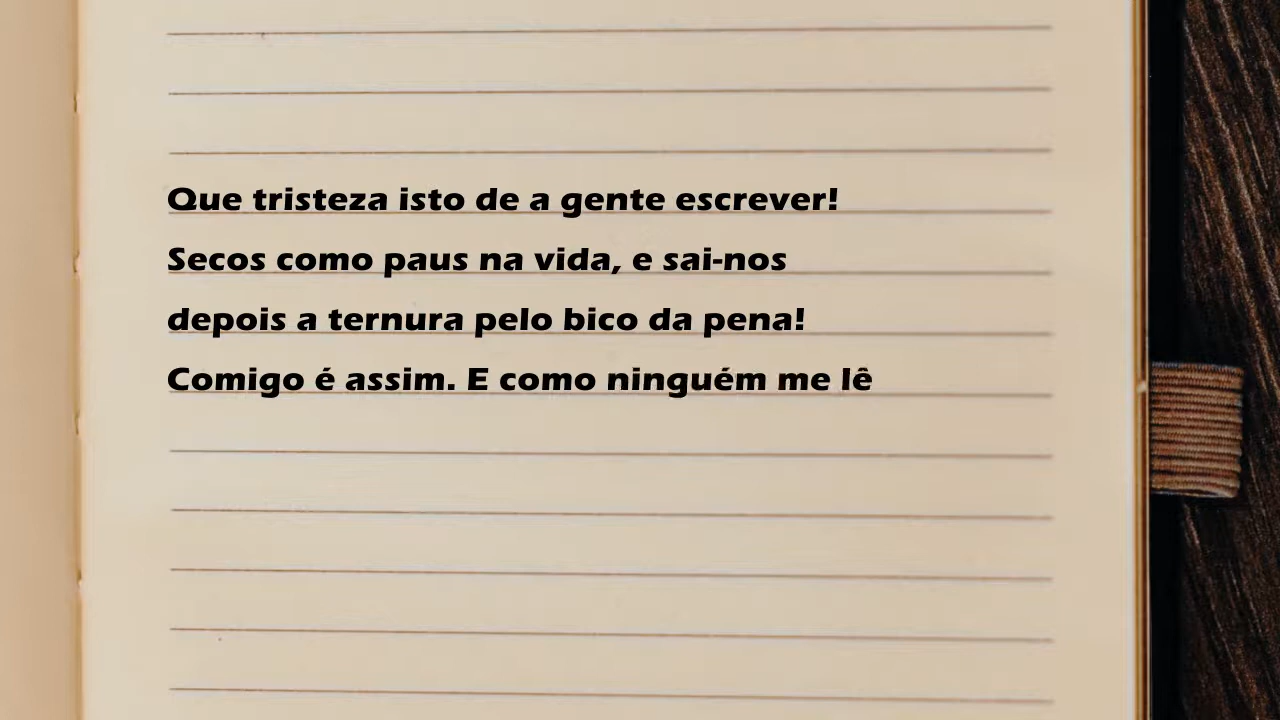 Que tristeza isto de a gente escrever!
Secos como paus na vida, e sai-nos
depois a ternura pelo bico da pena!
Comigo é assim. E como ninguém me lê